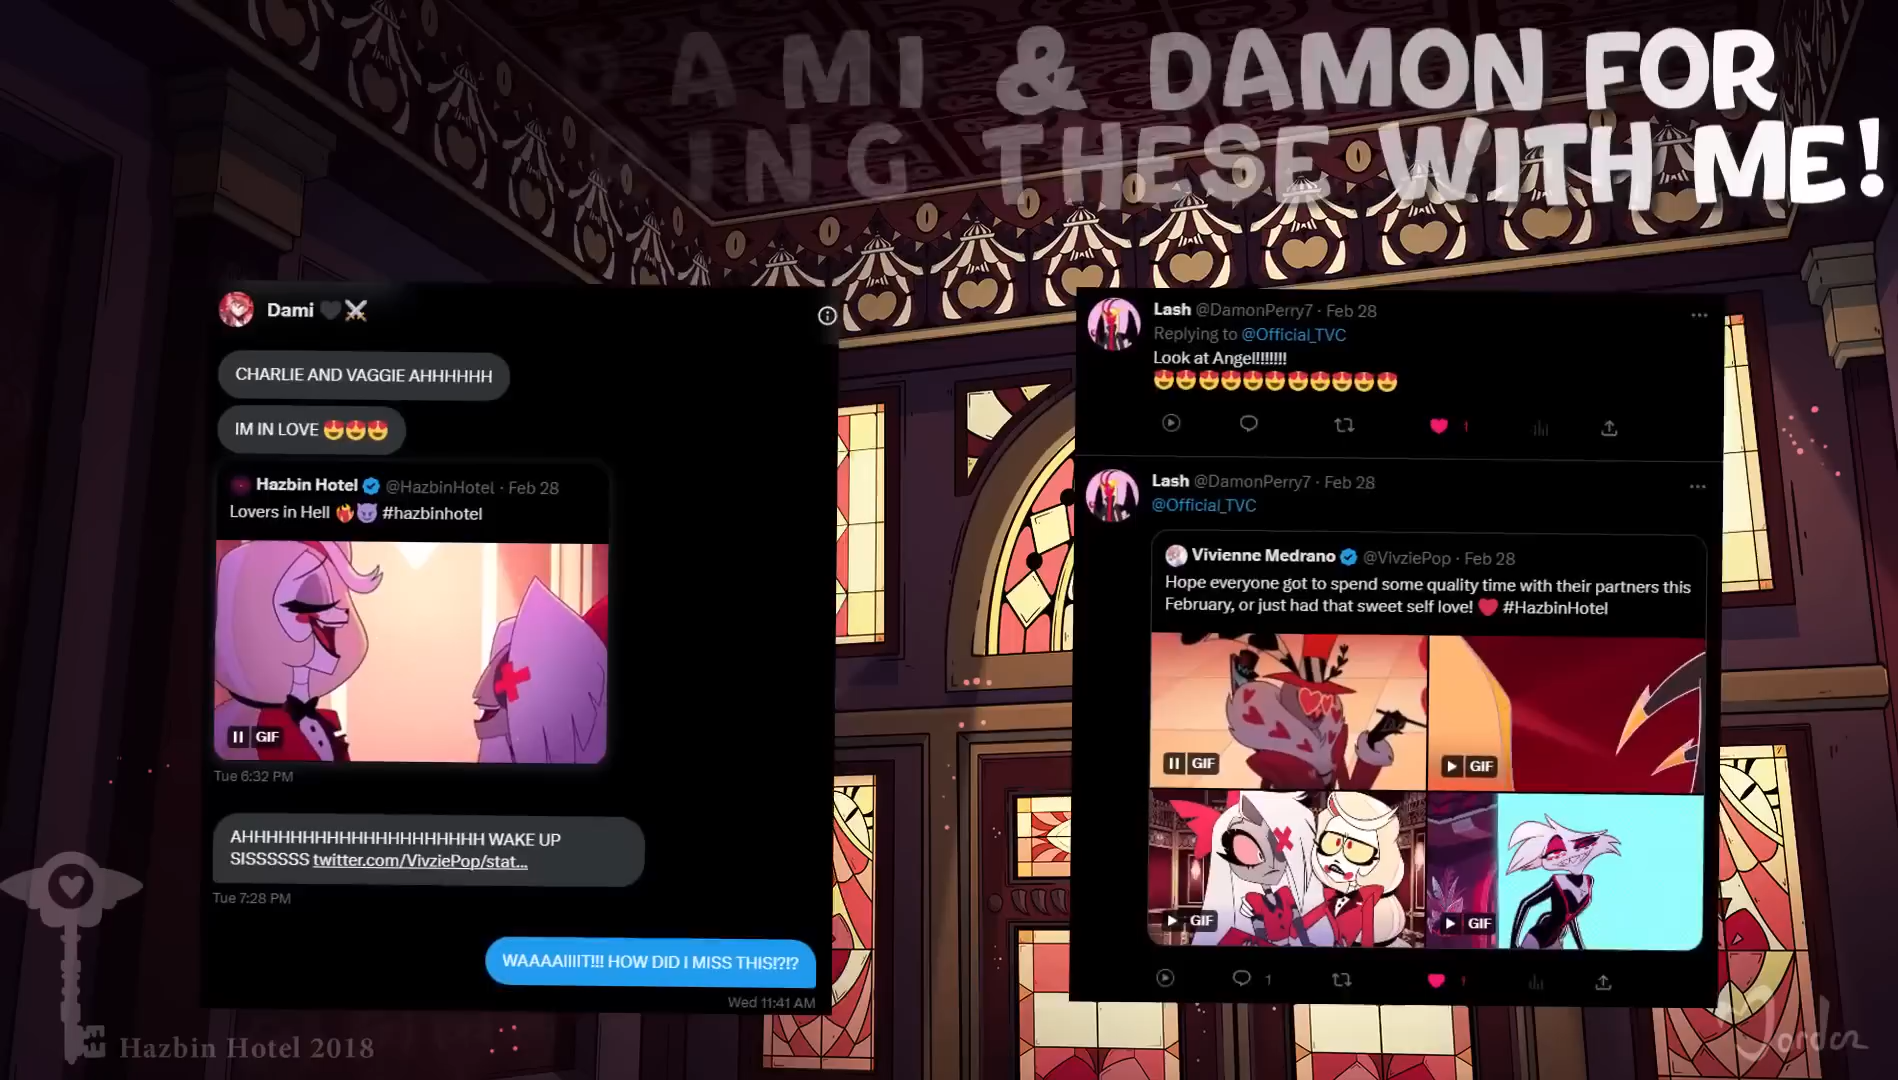 AMI & DAMON FOR
ING THESE WITH ME!
Dami
CHARLIE AND VAGGIE AHHHHHH
IM IN LOVE 😍😍😍
Hazbin Hotel @HazbinHotel · Feb 28
Lovers in Hell ❤️‍🔥😈 #hazbinhotel
GIF
Tue 6:32 PM
AHHHHHHHHHHHHHHHHHHHHH WAKE UP
SISSSSSS twitter.com/VivziePop/stat...
Tue 7:28 PM
WAAAAIIIIT!!! HOW DID I MISS THIS!?!?
Wed 11:41 AM
Lash @DamonPerry7 · Feb 28
Replying to @Official_TVC
Look at Angel!!!!!!!
😍😍😍😍😍😍😍😍😍😍😍
1
Lash @DamonPerry7 · Feb 28
@Official_TVC
Vivienne Medrano @VivziePop · Feb 28
Hope everyone got to spend some quality time with their partners this
February, or just had that sweet self love! ❤️ #HazbinHotel
GIF
GIF
GIF
GIF
1 1
Hazbin Hotel 2018